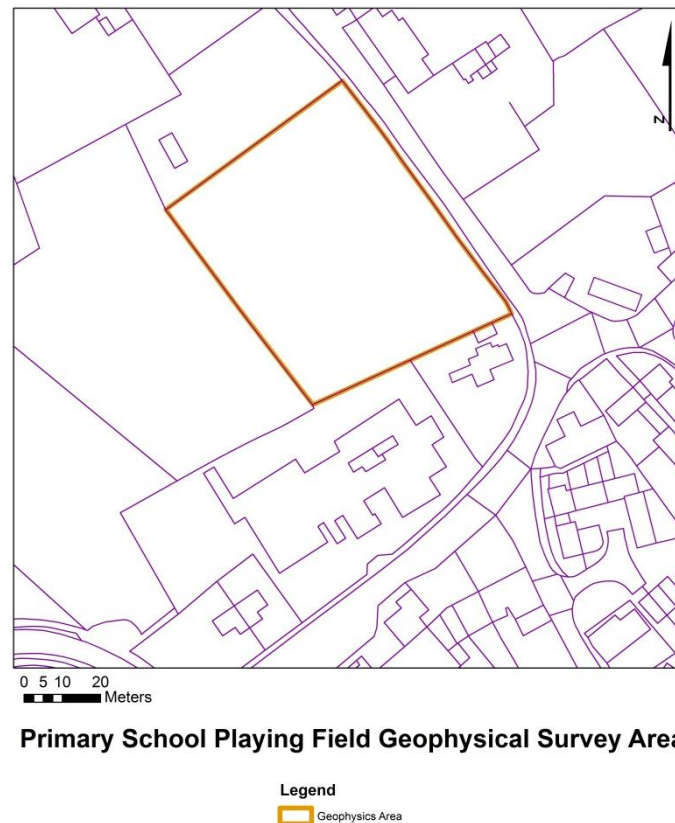 N
0 5 10 20
Meters
Primary School Playing Field Geophysical Survey Area
Legend
Geophysics Area